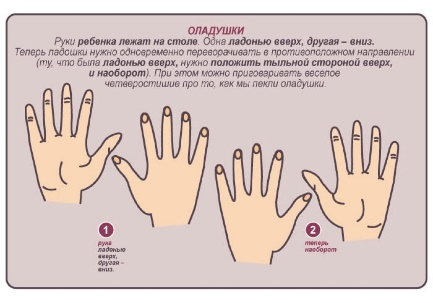 ОЛАДУШКИ
Руки ребенка лежат на столе. Одна ладонью вверх, другая – вниз.
Теперь ладошки нужно одновременно переворачивать в противоположном направлении
(ту, что была ладонью вверх, нужно положить тыльной стороной вверх,
и наоборот). При этом можно приговаривать веселое
четверостишие про то, как мы пекли оладушки.
1
рука
ладонью
вверх,
другая –
вниз.
2
теперь
наоборот